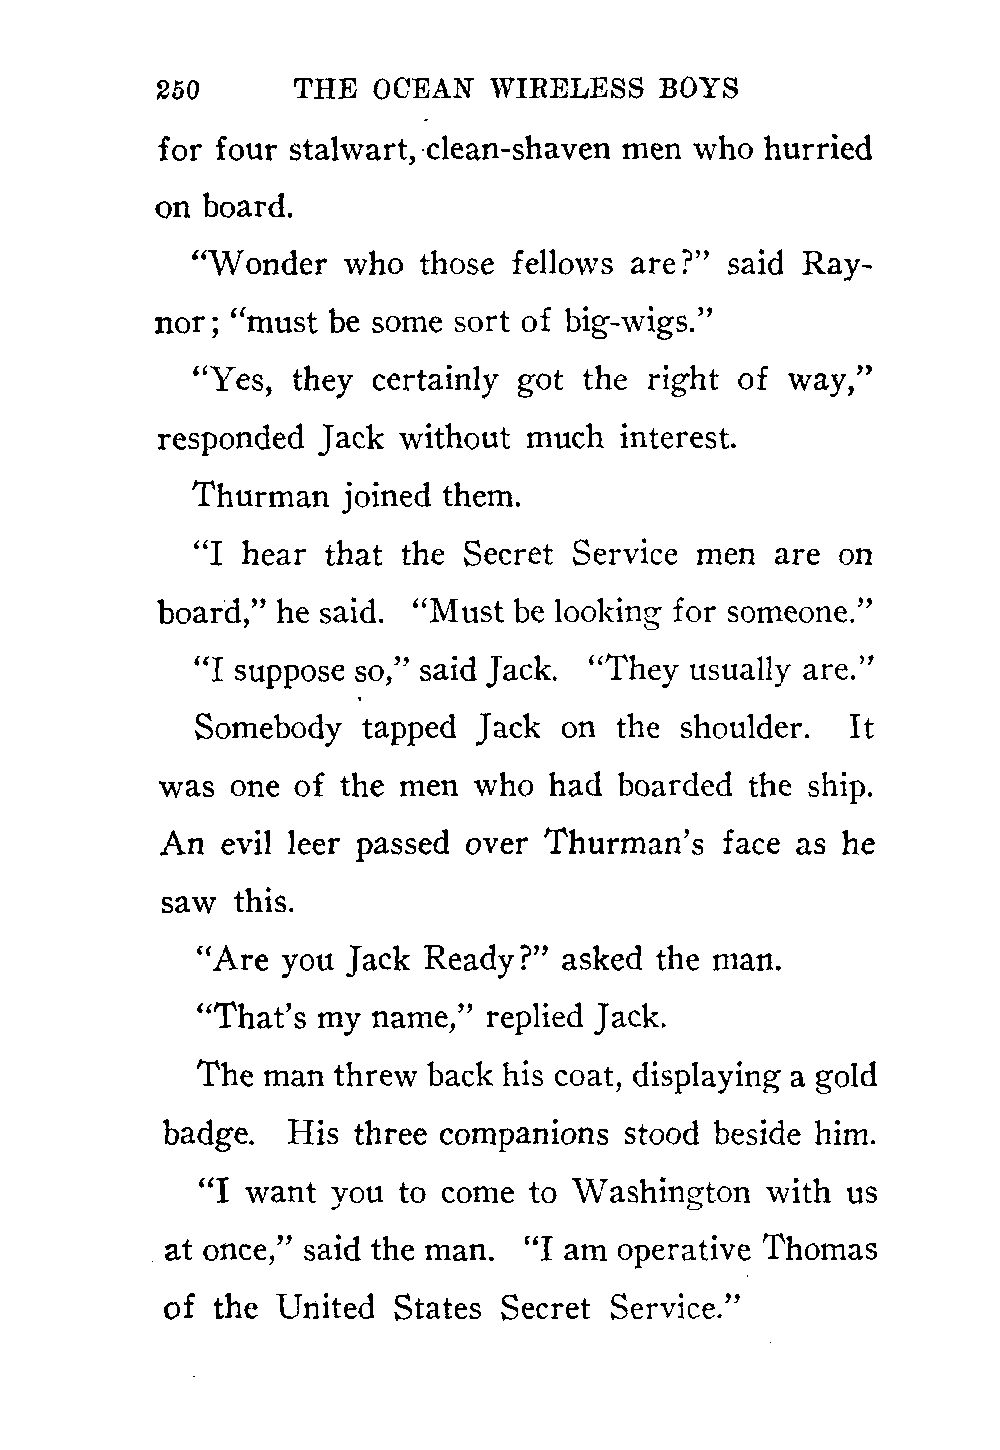 250 THE OCEAN WIRELESS BOYS
for four stalwart, clean-shaven men who hurried
on board.
“Wonder who those fellows are?” said Ray-
nor; “must be some sort of big-wigs.”
“Yes, they certainly got the right of way,”
responded Jack without much interest.
Thurman joined them.
“I hear that the Secret Service men are on
board,” he said. “Must be looking for someone.”
“I suppose so,” said Jack. “They usually are.”
Somebody tapped Jack on the shoulder. It
was one of the men who had boarded the ship.
An evil leer passed over Thurman’s face as he
saw this.
“Are you Jack Ready?” asked the man.
“That’s my name,” replied Jack.
The man threw back his coat, displaying a gold
badge. His three companions stood beside him.
“I want you to come to Washington with us
at once,” said the man. “I am operative Thomas
of the United States Secret Service.”